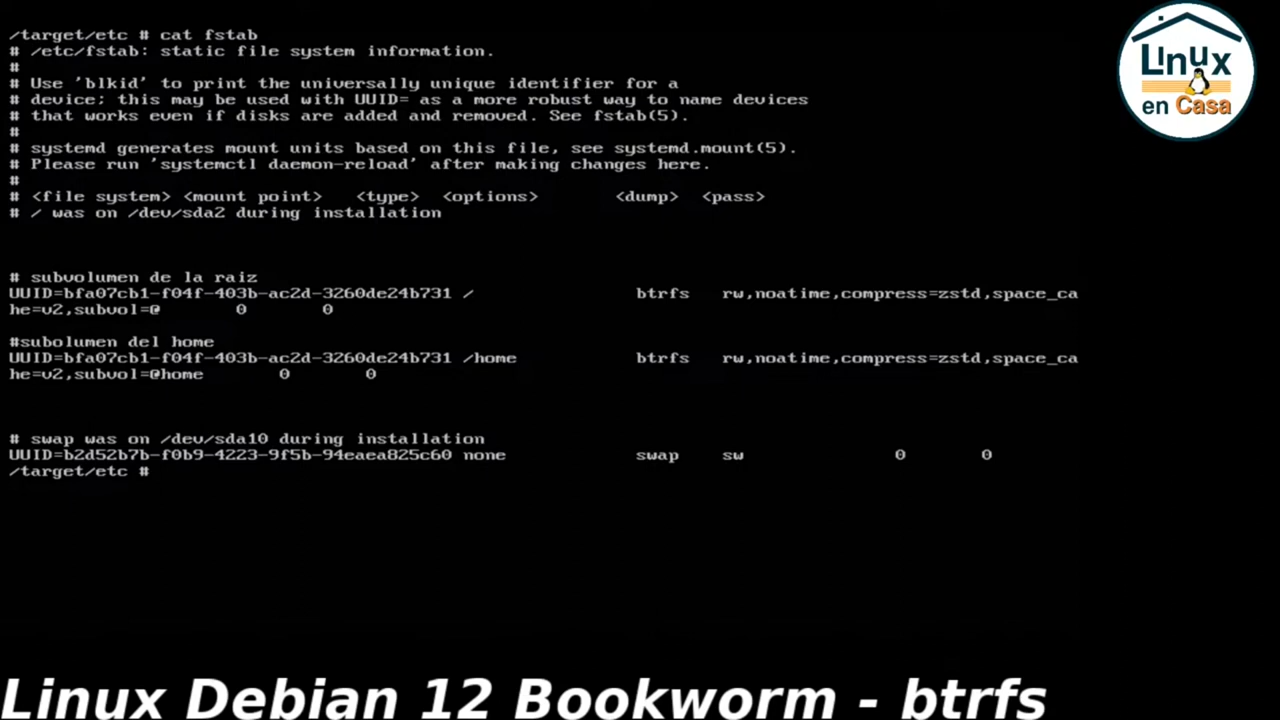 /target/etc # cat fstab
# /etc/fstab: static file system information.
#
# Use 'blkid' to print the universally unique identifier for a
# device; this may be used with UUID= as a more robust way to name devices
# that works even if disks are added and removed. See fstab(5).
#
# systemd generates mount units based on this file, see systemd.mount(5).
# Please run 'systemctl daemon-reload' after making changes here.
#
# <file system> <mount point>   <type>  <options>       <dump>  <pass>
# / was on /dev/sda2 during installation
# subvolumen de la raiz
UUID=bfa07cb1-f04f-403b-ac2d-3260de24b731 /               btrfs   rw,noatime,compress=zstd,space_ca
he=v2,subvol=@       0       0
#subolumen del home
UUID=bfa07cb1-f04f-403b-ac2d-3260de24b731 /home           btrfs   rw,noatime,compress=zstd,space_ca
he=v2,subvol=@home       0       0
# swap was on /dev/sda10 during installation
UUID=b2d52b7b-f0b9-4223-9f5b-94eaea825c60 none            swap    sw              0       0
/target/etc #
Linux
en Casa
Linux Debian 12 Bookworm - btrfs